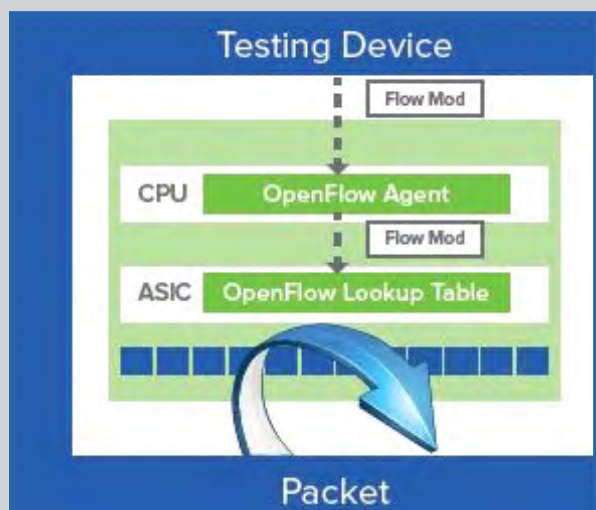 Testing Device
Flow Mod
CPU OpenFlow Agent
Flow Mod
ASIC OpenFlow Lookup Table
Packet